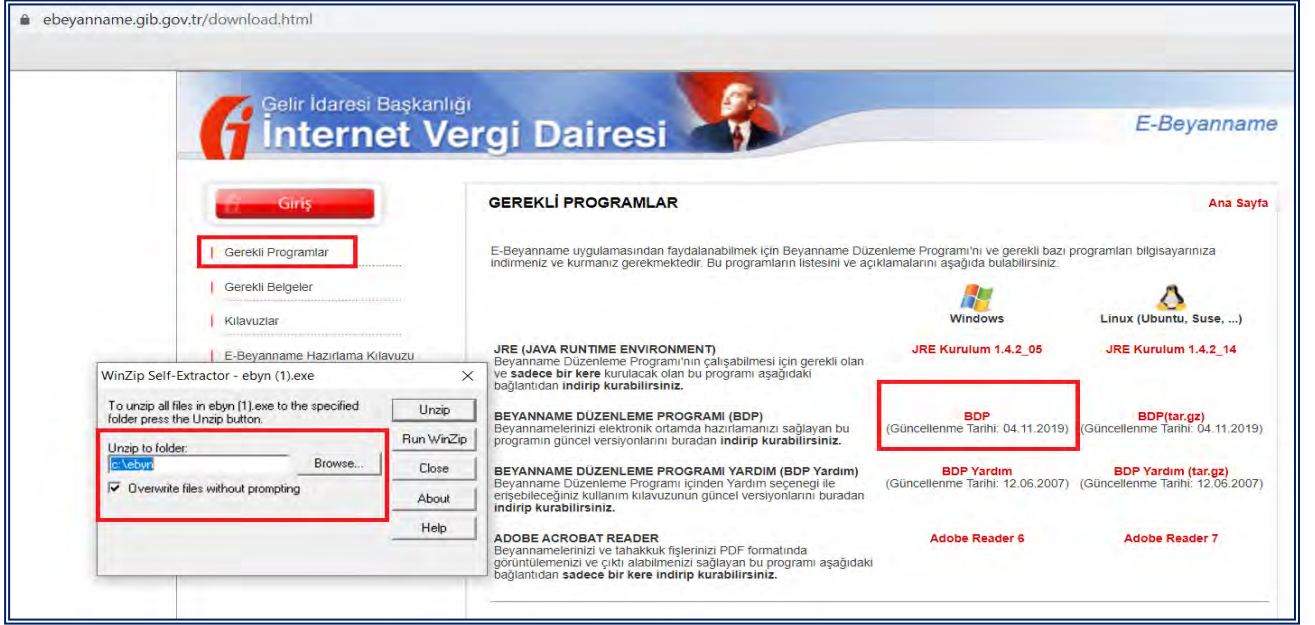 ebeyanname.gib.gov.tr/download.html
Gelir İdaresi Başkanlığı
İnternet Vergi Dairesi
E-Beyanname
Giriş
Gerekli Programlar
Gerekli Belgeler
Kılavuzlar
E-Beyanname Hazırlama Kılavuzu
GEREKLİ PROGRAMLAR
Ana Sayfa
E-Beyanname uygulamasından faydalanabilmek için Beyanname Düzenleme Programı'nı ve gerekli bazı programları bilgisayarınıza
indirmeniz ve kurmanız gerekmektedir. Bu programların listesini ve açıklamalarını aşağıda bulabilirsiniz.
Windows
Linux (Ubuntu, Suse, ...)
JRE (JAVA RUNTIME ENVIRONMENT)
Beyanname Düzenleme Programı'nın çalışabilmesi için gerekli olan
ve sadece bir kere kurulacak olan bu programı aşağıdaki
bağlantıdan indirip kurabilirsiniz.
JRE Kurulum 1.4.2_05
JRE Kurulum 1.4.2_14
BEYANNAME DÜZENLEME PROGRAMI (BDP)
Beyannamelerinizi elektronik ortamda hazırlamanızı sağlayan bu
programın güncel versiyonlarını buradan indirip kurabilirsiniz.
BDP
(Güncellenme Tarihi: 04.11.2019)
BDP(tar.gz)
(Güncellenme Tarihi: 04.11.2019)
BEYANNAME DÜZENLEME PROGRAMI YARDIM (BDP Yardım)
Beyanname Düzenleme Programı içinden Yardım seçenegi ile
erişebileceğiniz kullanım kılavuzunun güncel versiyonlarını buradan
indirip kurabilirsiniz.
BDP Yardım
(Güncellenme Tarihi: 12.06.2007)
BDP Yardım (tar.gz)
(Güncellenme Tarihi: 12.06.2007)
ADOBE ACROBAT READER
Beyannamelerinizi ve tahakkuk fişlerinizi PDF formatında
görüntülemenizi ve çıktı alabilmenizi sağlayan bu programı aşağıdaki
bağlantıdan sadece bir kere indirip kurabilirsiniz.
Adobe Reader 6
Adobe Reader 7
WinZip Self-Extractor - ebyn (1).exe
To unzip all files in ebyn (1).exe to the specified
folder press the Unzip button.
Unzip to folder:
c:\ebyn
Browse...
Overwrite files without prompting
Unzip
Run WinZip
Close
About
Help